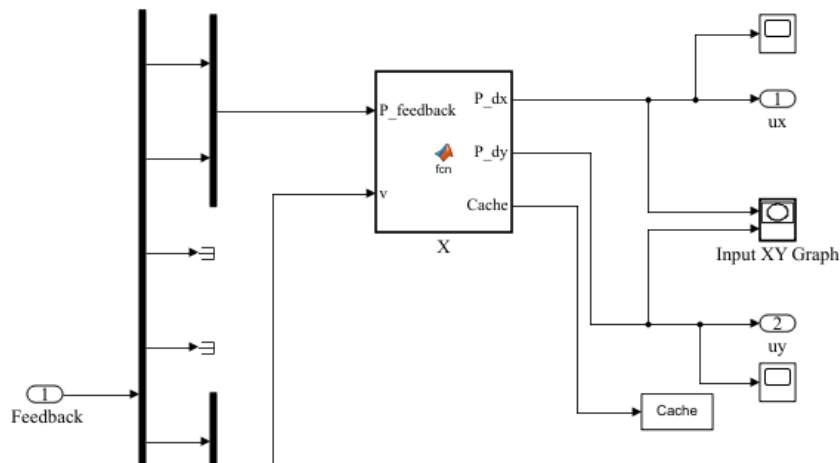 P_feedback
P_dx
P_dy
fcn
v
Cache
X
1
ux
Input XY Graph
2
uy
1
Feedback
Cache